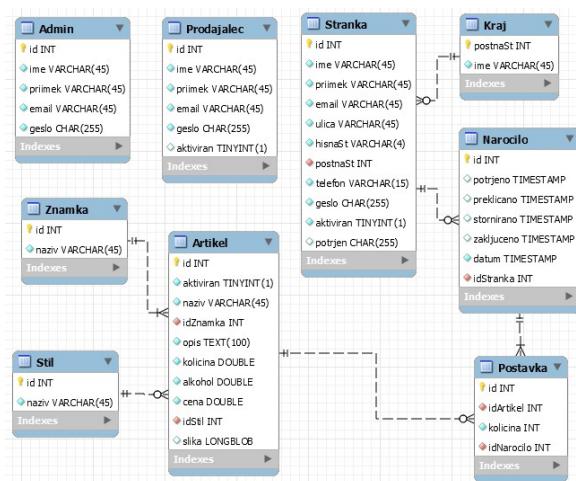 Admin
id INT
ime VARCHAR(45)
priimek VARCHAR(45)
email VARCHAR(45)
geslo CHAR(255)
Indexes
Prodajalec
id INT
ime VARCHAR(45)
priimek VARCHAR(45)
email VARCHAR(45)
geslo CHAR(255)
aktiviran TINYINT(1)
Indexes
Stranka
id INT
ime VARCHAR(45)
priimek VARCHAR(45)
email VARCHAR(45)
ulica VARCHAR(45)
hisnaSt VARCHAR(4)
postnaSt INT
telefon VARCHAR(15)
geslo CHAR(255)
aktiviran TINYINT(1)
potrjen CHAR(255)
Indexes
Kraj
postnaSt INT
ime VARCHAR(45)
Indexes
Narocilo
id INT
potrjeno TIMESTAMP
preklicano TIMESTAMP
stornirano TIMESTAMP
zakljuceno TIMESTAMP
datum TIMESTAMP
idStranka INT
Indexes
Znamka
id INT
naziv VARCHAR(45)
Indexes
Artikel
id INT
aktiviran TINYINT(1)
naziv VARCHAR(45)
idZnamka INT
opis TEXT(100)
kolicina DOUBLE
alkohol DOUBLE
cena DOUBLE
idStil INT
slika LONGBLOB
Indexes
Stil
id INT
naziv VARCHAR(45)
Indexes
Postavka
id INT
idArtikel INT
kolicina INT
idNarocilo INT
Indexes